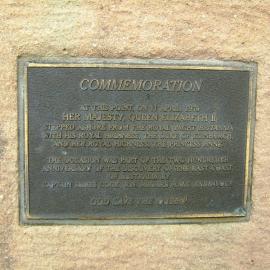 COMMEMORATION
AT THIS POINT ON APRIL 1970
HER MAJESTY, QUEEN ELIZABETH II,
STEPPED ASHORE FROM THE ROYAL YACHT BRITANNIA
WITH HIS ROYAL HIGHNESS, THE DUKE OF EDINBURGH
AND HER ROYAL HIGHNESS, THE PRINCESS ANNE
THE OCCASION WAS PART OF THE TWO HUNDREDTH
ANNIVERSARY OF THE DISCOVERY OF THE EAST COAST
OF AUSTRALIA BY
CAPTAIN JAMES COOK
GOD SAVE THE QUEEN